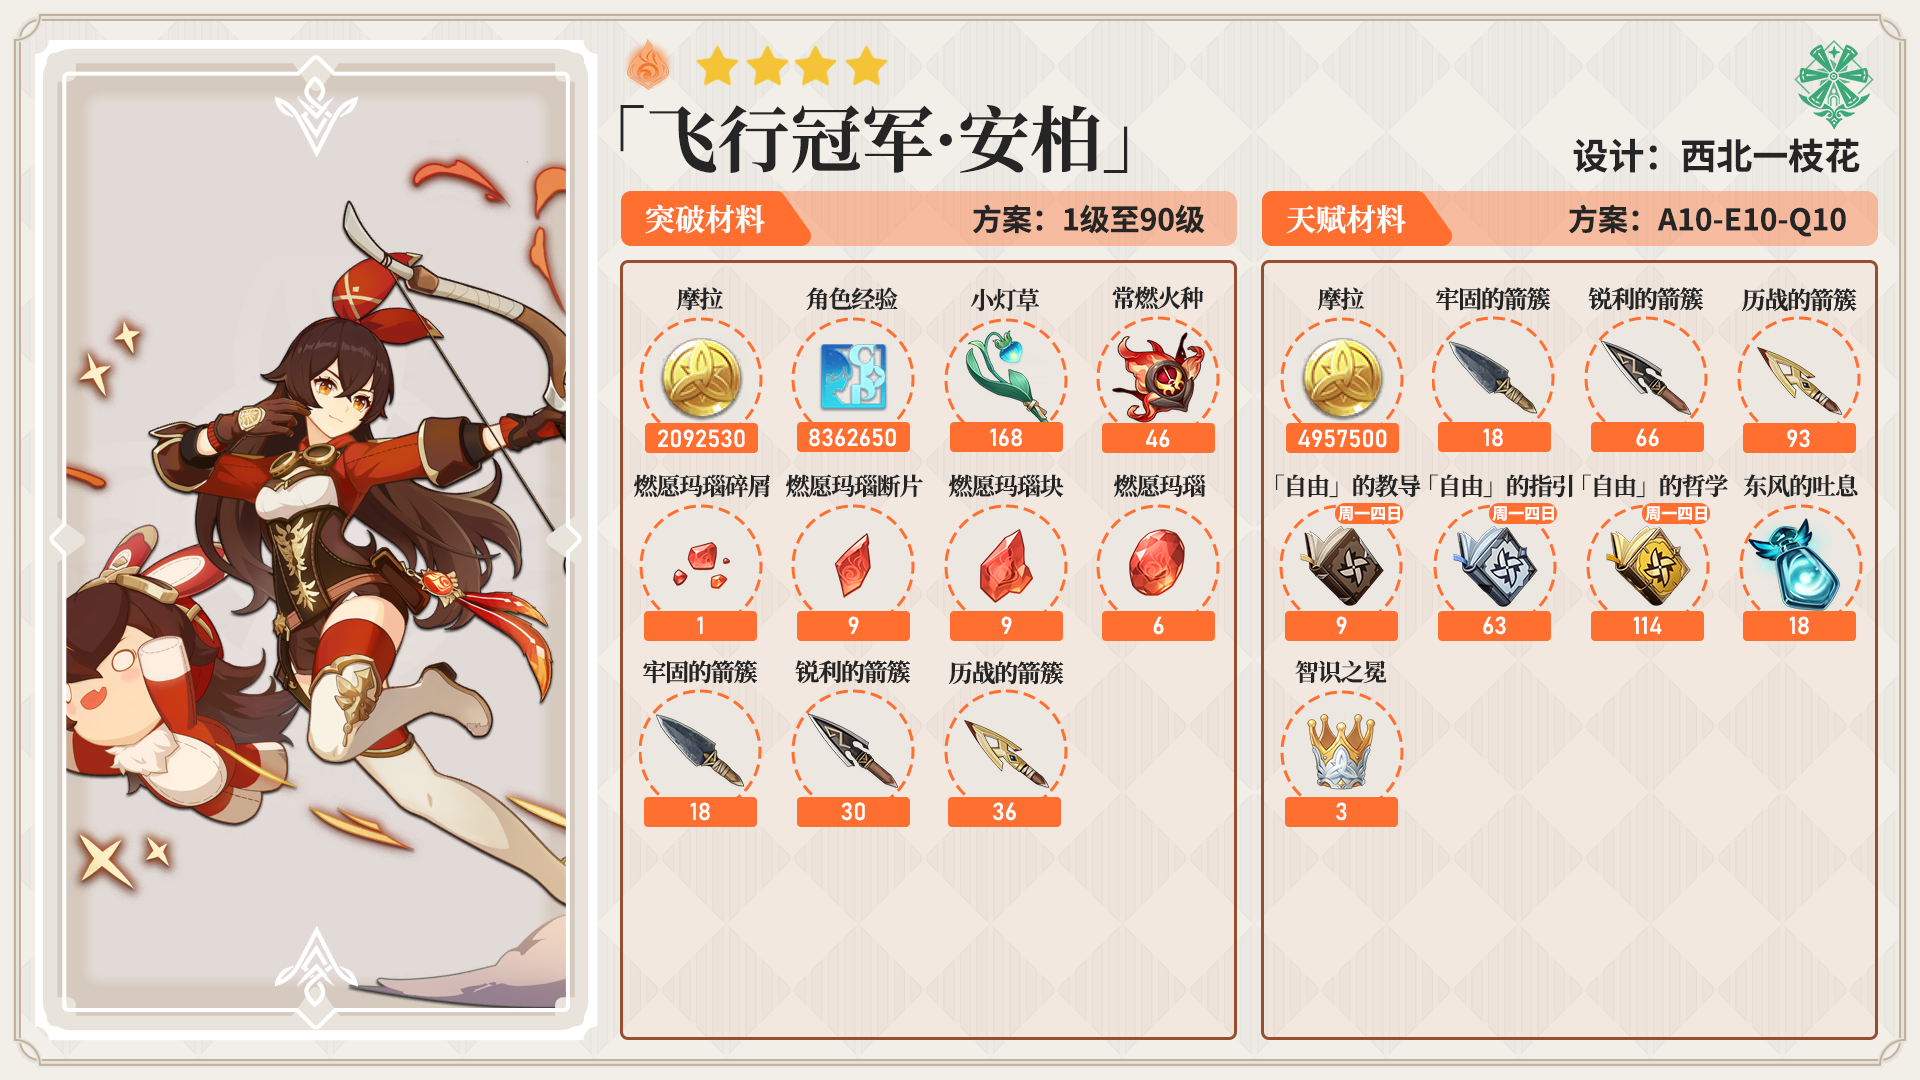 「飞行冠军·安柏」
设计：西北一枝花
突破材料
方案：1级至90级
摩拉
角色经验
小灯草
常燃火种
2092530
8362650
168
46
燃愿玛瑙碎屑
燃愿玛瑙断片
燃愿玛瑙块
燃愿玛瑙
1
9
9
6
牢固的箭簇
锐利的箭簇
历战的箭簇
18
30
36
天赋材料
方案：A10-E10-Q10
摩拉
牢固的箭簇
锐利的箭簇
历战的箭簇
4957500
18
66
93
「自由」的教导
「自由」的指引
「自由」的哲学
东风的吐息
周一四日
周一四日
周一四日
9
63
114
18
智识之冕
3